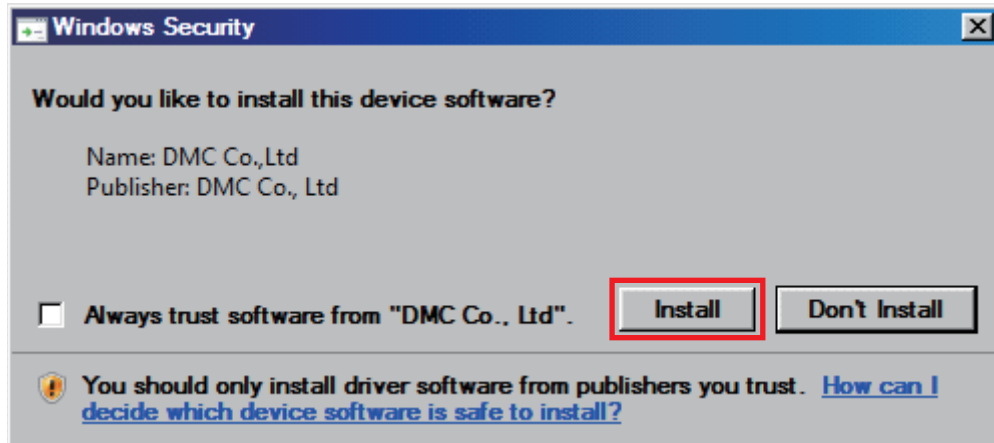 Windows Security
Would you like to install this device software?
Name: DMC Co.,Ltd
Publisher: DMC Co., Ltd
Always trust software from "DMC Co., Ltd".
Install
Don't Install
You should only install driver software from publishers you trust. How can I
decide which device software is safe to install?